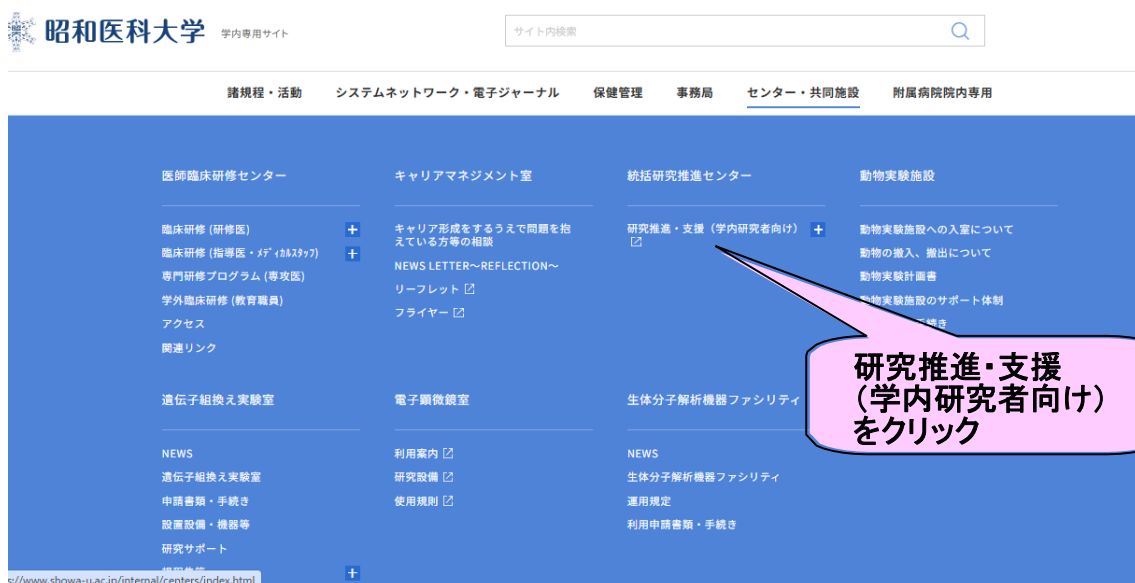 昭和医科大学 学内専用サイト
サイト内検索
諸規程・活動 システムネットワーク・電子ジャーナル 保健管理 事務局 センター・共同施設 附属病院院内専用
医師臨床研修センター
臨床研修 (研修医)
臨床研修 (指導医・ﾒﾃﾞｨｶﾙｽﾀｯﾌ)
専門研修プログラム (専攻医)
学外臨床研修 (教育職員)
アクセス
関連リンク
キャリアマネジメント室
キャリア形成をするうえで問題を抱
えている方等の相談
NEWS LETTER～REFLECTION～
リーフレット
フライヤー
統括研究推進センター
研究推進・支援（学内研究者向け）
動物実験施設
動物実験施設への入室について
動物の搬入、搬出について
動物実験計画書
動物実験施設のサポート体制
手続き
研究推進・支援
（学内研究者向け）
をクリック
遺伝子組換え実験室
NEWS
遺伝子組換え実験室
申請書類・手続き
設置設備・機器等
研究サポート
電子顕微鏡室
利用案内
研究設備
使用規則
生体分子解析機器ファシリティ
NEWS
生体分子解析機器ファシリティ
運用規定
利用申請書類・手続き
s://www.showa-u.ac.jp/internal/centers/index.html